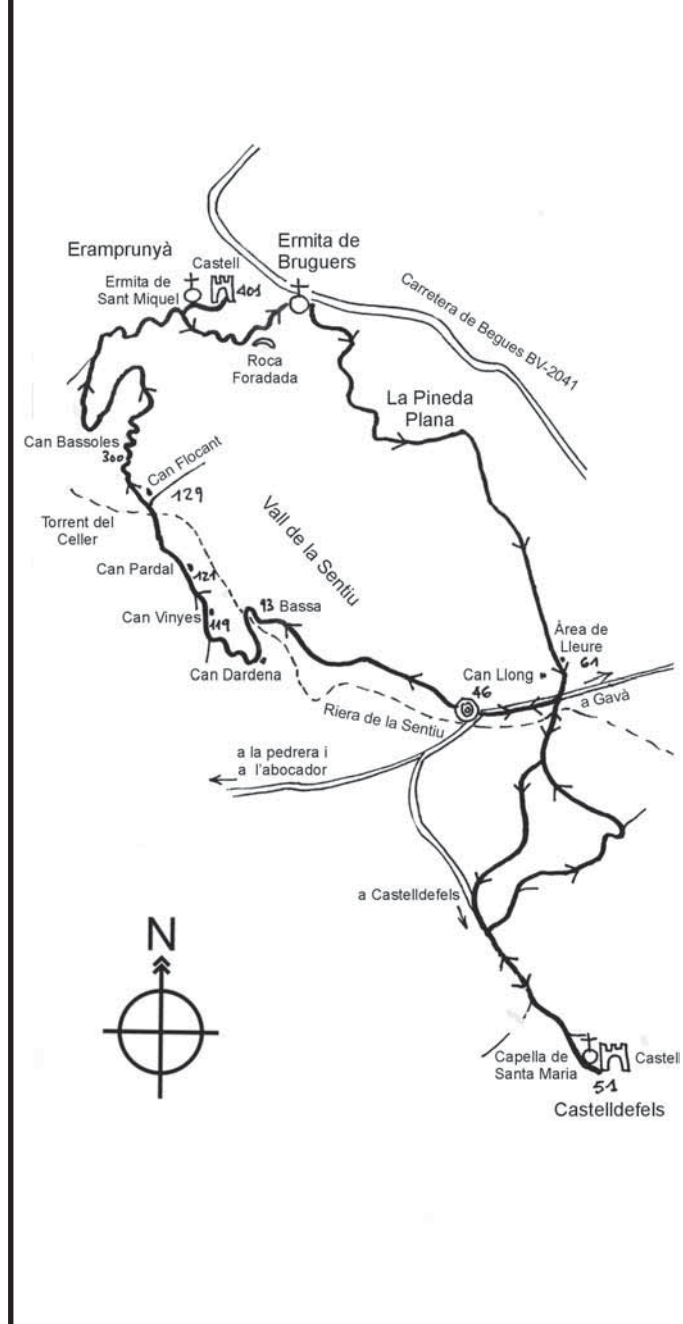 Eramprunyà
Castell
401
Ermita de
Sant Miquel
Ermita de
Bruguers
Carretera de Begues BV-2041
Roca
Foradada
La Pineda
Plana
Can Bassoles
300
Can Flocant
129
Torrent del
Celler
Vall de la Sentiu
Can Pardal
121
Can Vinyes
119
93 Bassa
Can Dardena
Àrea de
Lleure
61
Can Llong
46
a Gavà
Riera de la Sentiu
a la pedrera i
a l'abocador
a Castelldefels
N
Capella de
Santa Maria
Castell
51
Castelldefels